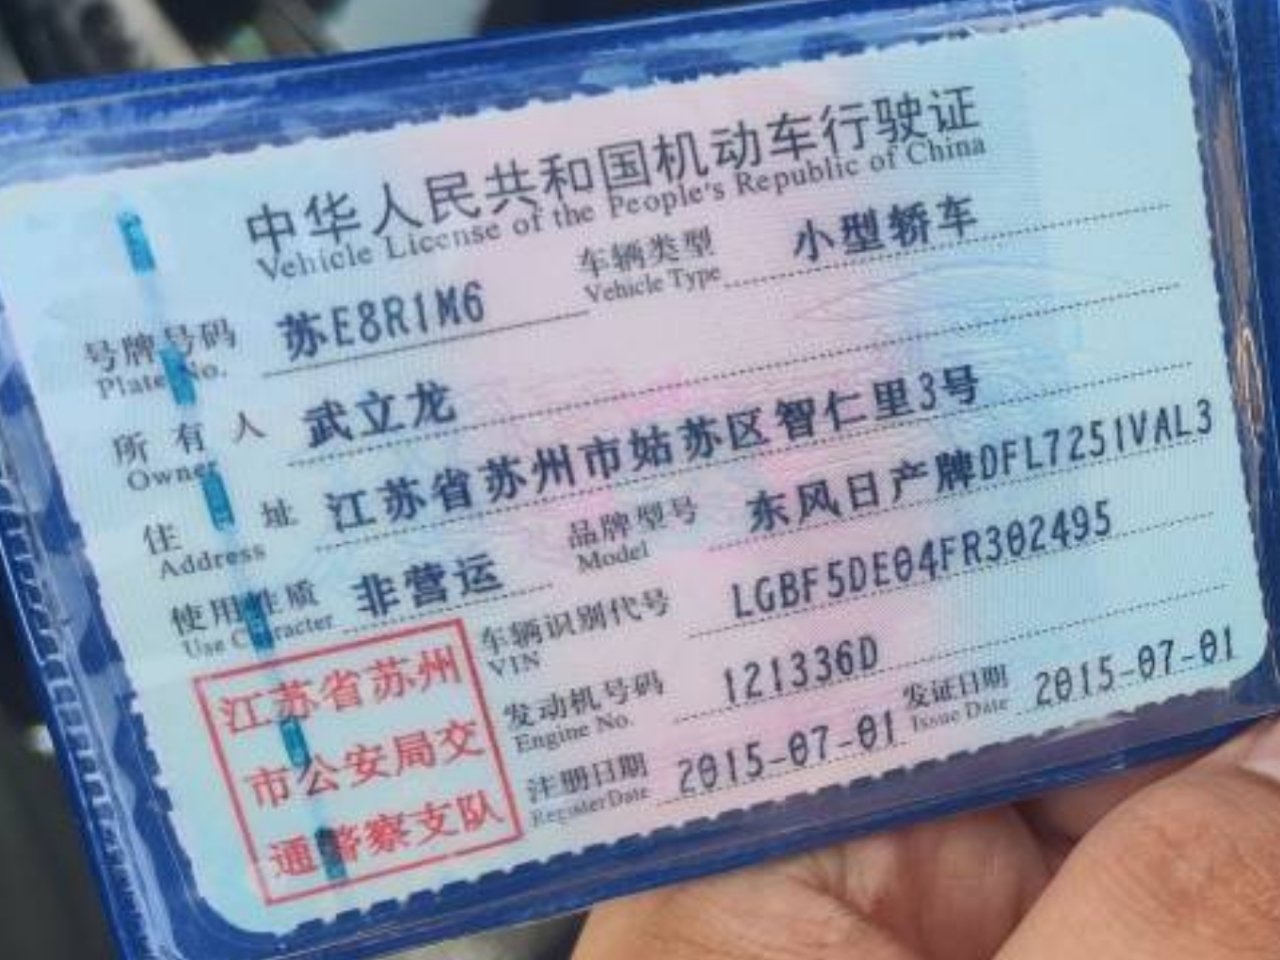 中华人民共和国机动车行驶证
Vehicle License of the People's Republic of China
号牌号码 苏E8R1M6 车辆类型 小型轿车
Plate No. Vehicle Type
所有人 武立龙
Owner
住址 江苏省苏州市姑苏区智仁里3号
Address
使用性质 非营运 品牌型号 东风日产牌DFL7251VAL3
Use Character Model
车辆识别代号 LGBF5DE04FR302495
VIN
发动机号码 121336D 发证日期 2015-07-01
Engine No. Issue Date
注册日期 2015-07-01
Register Date
江苏省苏州
市公安局交
通警察支队